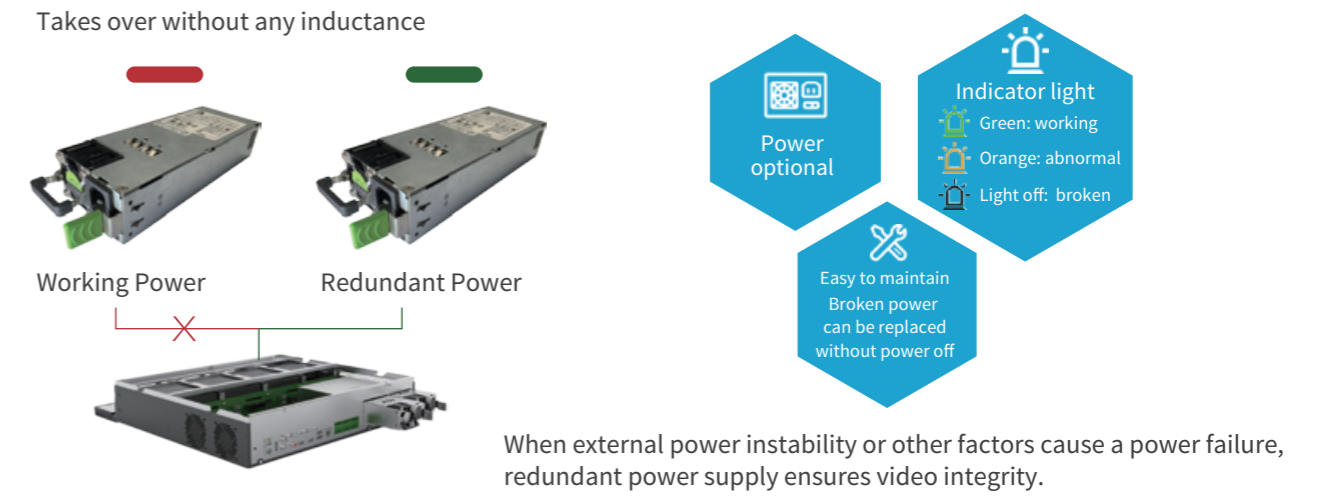 Takes over without any inductance
Working Power
Redundant Power
Power
optional
Indicator light
Green: working
Orange: abnormal
Light off: broken
Easy to maintain
Broken power
can be replaced
without power off
When external power instability or other factors cause a power failure,
redundant power supply ensures video integrity.